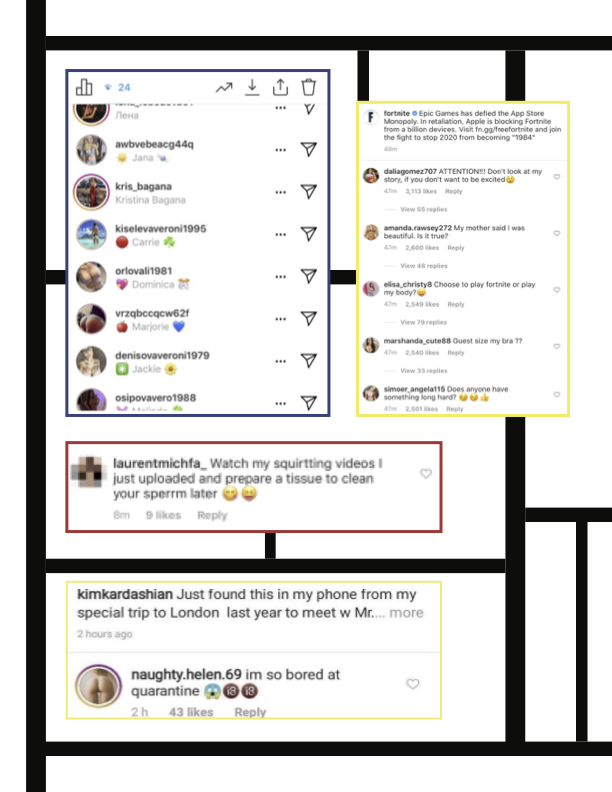 24
Лена
awvbebeacg44q
🌟 Jana 🐚
kris_bagana
Kristina Bagana
kiselevaveroni1995
🍅 Carrie ☘️
orlovali1981
💖 Dominica 🎊
vrzqbccqcw62f
🍎 Marjorie 💙
denisovaveroni1979
✳️ Jackie 🌻
osipovavero1988
fortnite Epic Games has defied the App Store
Monopoly. In retaliation, Apple is blocking Fortnite
from a billion devices. Visit fn.gg/freefortnite and join
the fight to stop 2020 from becoming "1984"
48m
daliagomez707 ATTENTION!!! Don't look at my
story, if you don't want to be excited😉
47m 3,113 likes Reply
View 55 replies
amanda.rawsey272 My mother said I was
beautiful. Is it true?
47m 2,600 likes Reply
View 48 replies
elisa_christy8 Choose to play fortnite or play
my body?😛
47m 2,549 likes Reply
View 79 replies
marshanda_cute88 Guest size my bra ??
47m 2,540 likes Reply
View 33 replies
simoer_angela115 Does anyone have
something long hard? 😂😂👍
47m 2,501 likes Reply
laurentmichfa_ Watch my squirtting videos I
just uploaded and prepare a tissue to clean
your sperrm later 😋😝
8m 9 likes Reply
kimkardashian Just found this in my phone from my
special trip to London last year to meet w Mr.... more
2 hours ago
naughty.helen.69 im so bored at
quarantine 😱🔞🔞
2 h 43 likes Reply